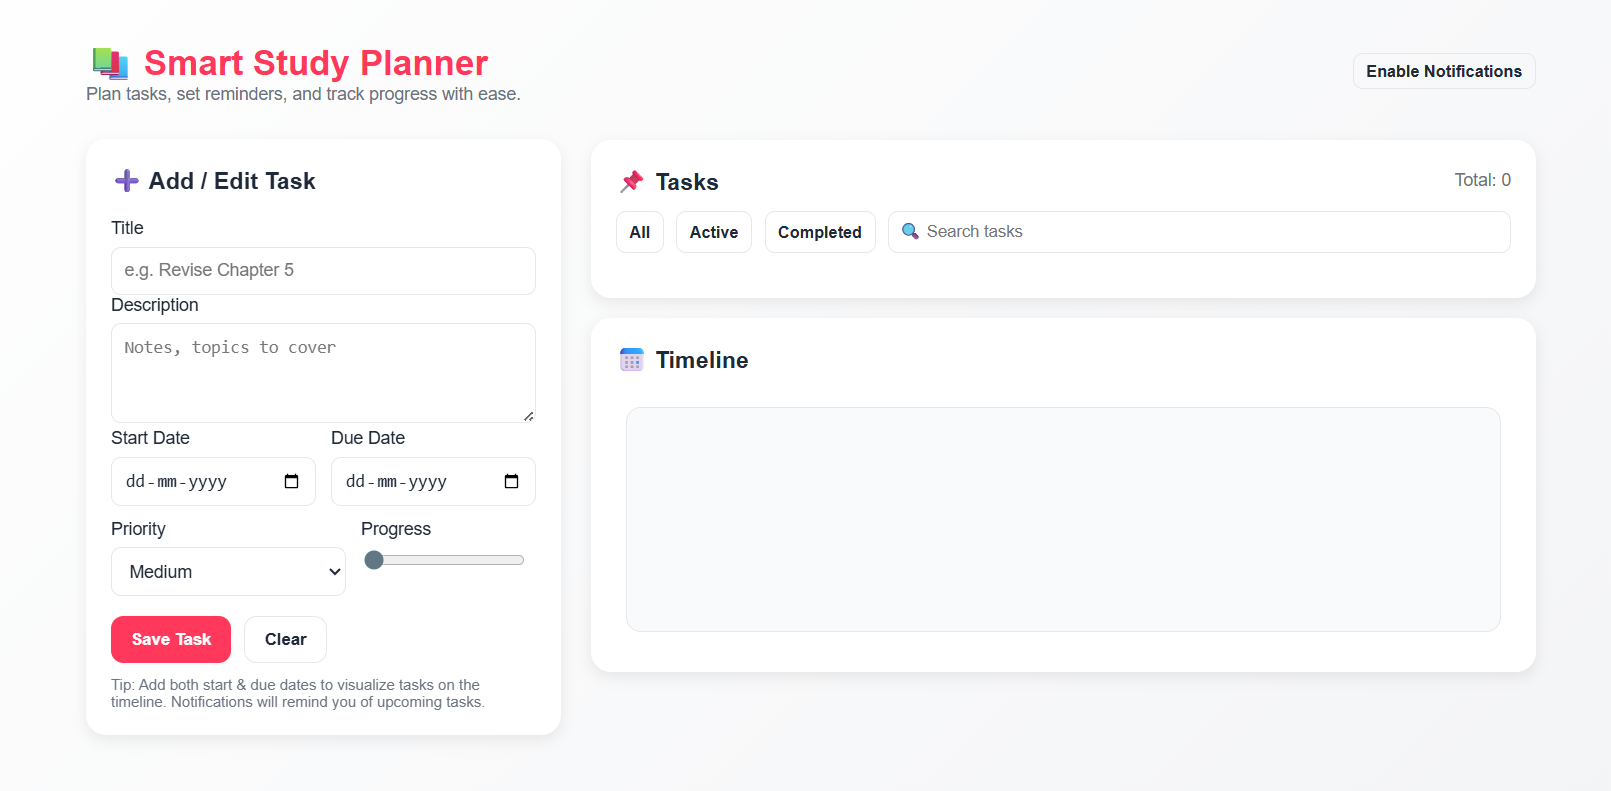 Smart Study Planner
Plan tasks, set reminders, and track progress with ease.
Enable Notifications
Add / Edit Task
Title
e.g. Revise Chapter 5
Description
Notes, topics to cover
Start Date
Due Date
dd-mm-yyyy
dd-mm-yyyy
Priority
Progress
Medium
Save Task
Clear
Tip: Add both start & due dates to visualize tasks on the
timeline. Notifications will remind you of upcoming tasks.
Tasks
Total: 0
All
Active
Completed
Search tasks
Timeline